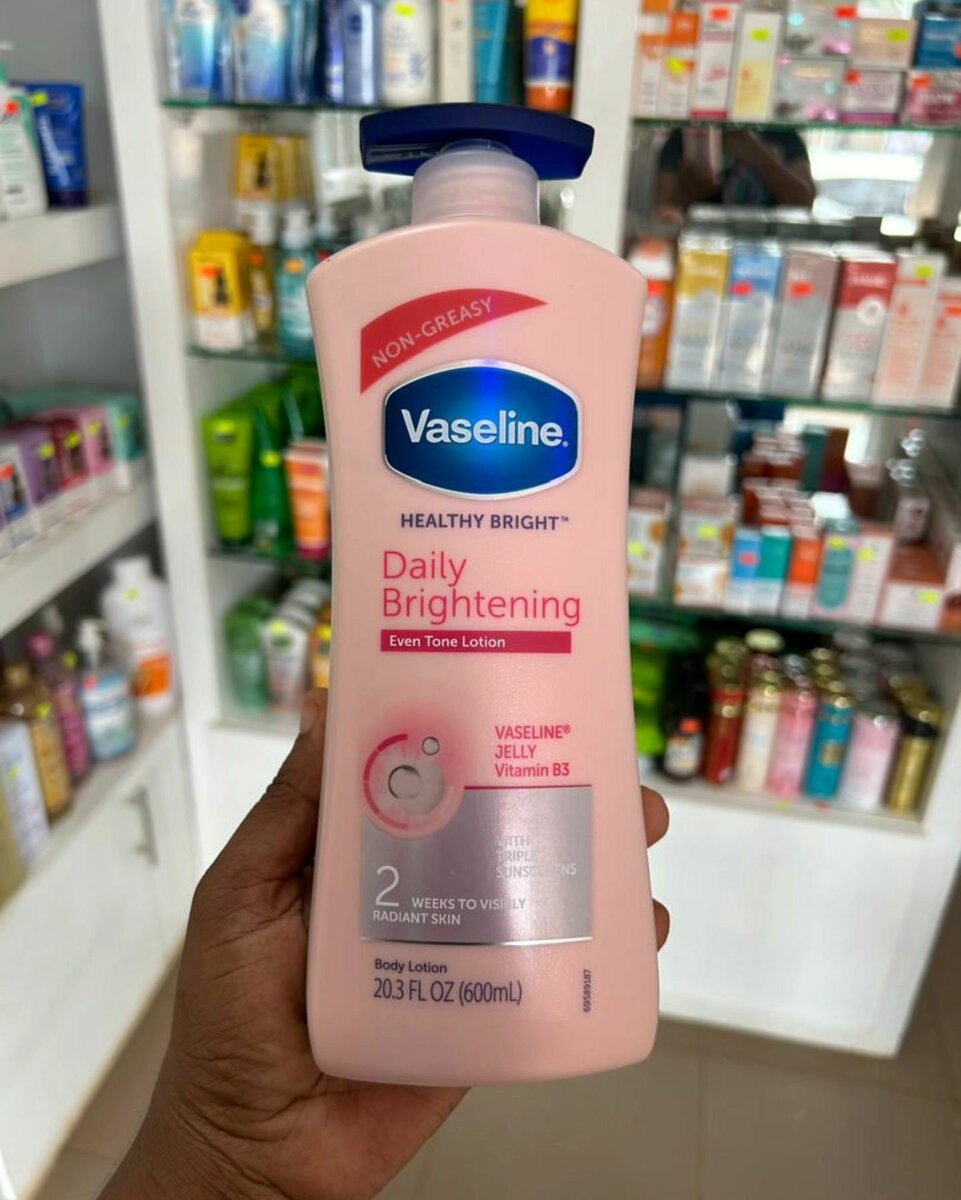 NON-GREASY
Vaseline.
HEALTHY BRIGHT™
Daily
Brightening
Even Tone Lotion
VASELINE®
JELLY
Vitamin B3
WITH
TRIPLE
SUNSCREENS
2 WEEKS TO VISIBLY
RADIANT SKIN
Body Lotion
20.3 FL OZ (600mL)
69589187